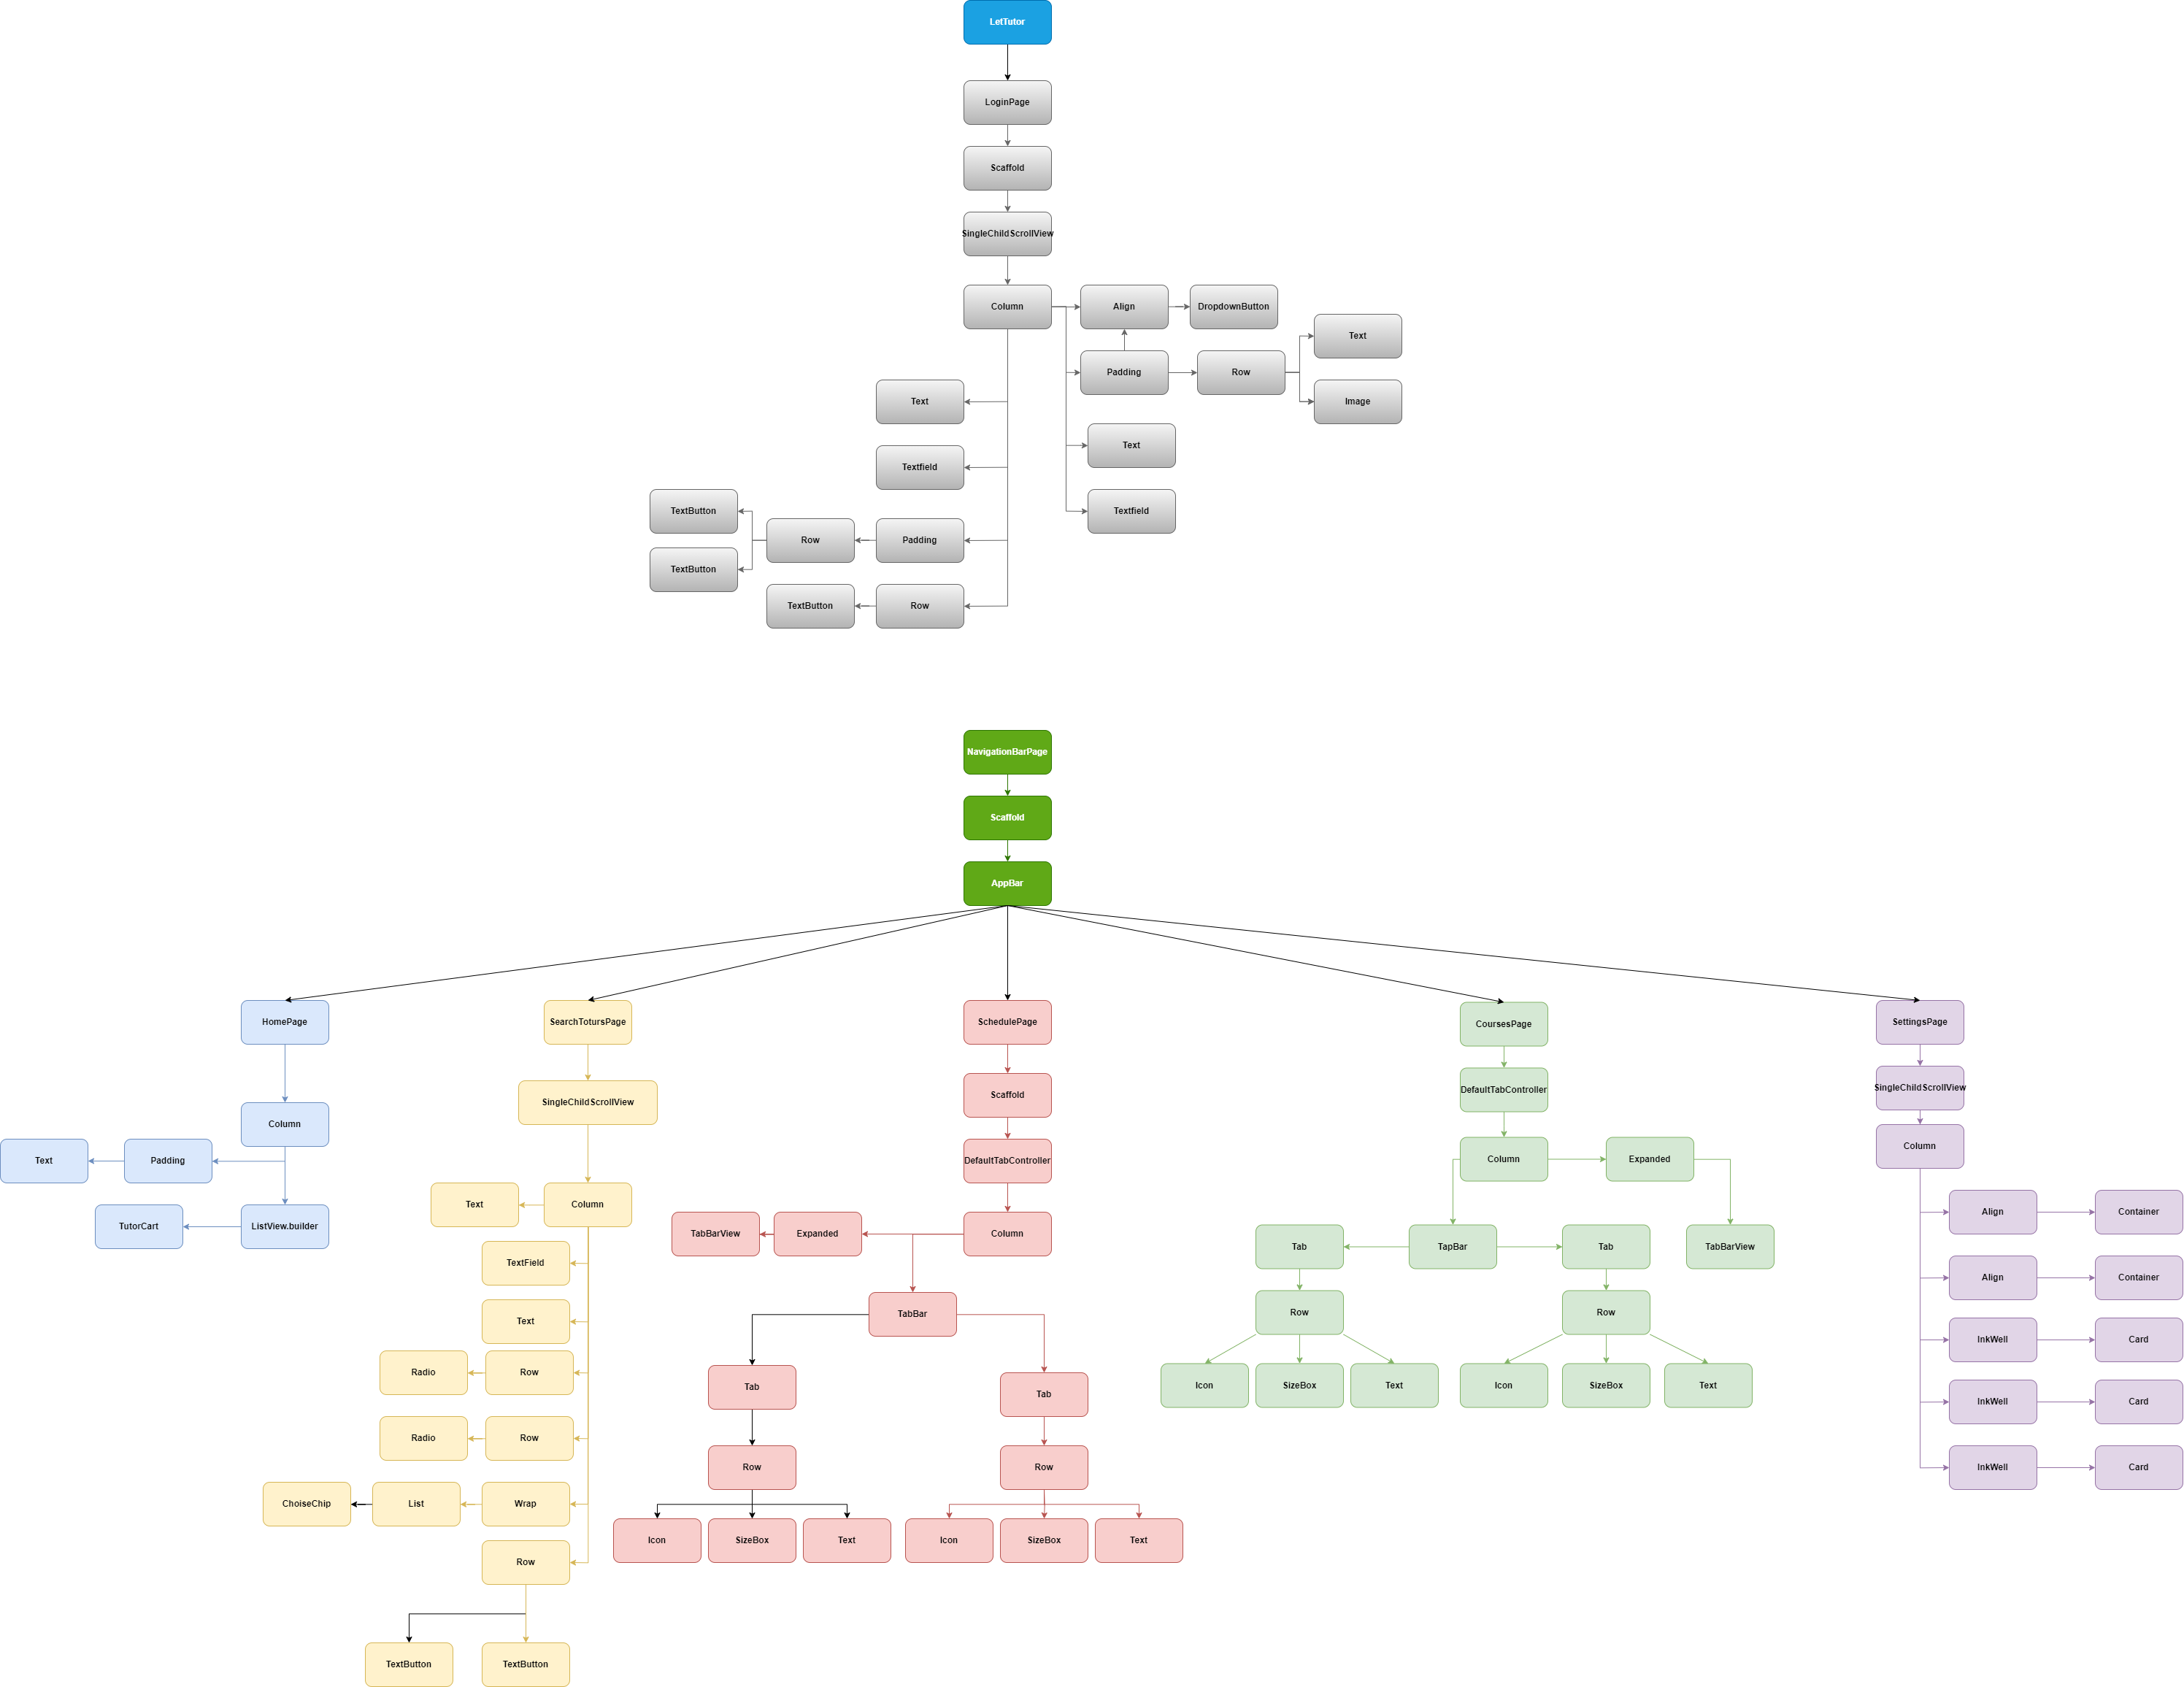 LetTutor
LoginPage
Scaffold
SingleChildScrollView
Column
Align
DropdownButton
Text
Padding
Row
Text
Image
Text
Textfield
TextButton
Textfield
Row
Padding
TextButton
TextButton
Row
NavigationBarPage
Scaffold
AppBar
HomePage
SearchTotursPage
SchedulePage
CoursesPage
SettingsPage
Column
SingleChildScrollView
Scaffold
DefaultTabController
SingleChildScrollView
Text
Padding
DefaultTabController
Column
Expanded
Column
TutorCart
ListView.builder
Text
Column
TabBarView
Expanded
Column
Tab
TapBar
Tab
TabBarView
Align
Container
TextField
Text
TabBar
Row
Row
Align
Container
Radio
Row
Tab
Tab
Icon
SizeBox
Text
Icon
SizeBox
Text
InkWell
Card
Radio
Row
Row
Row
InkWell
Card
ChoiseChip
List
Wrap
Icon
SizeBox
Text
Icon
SizeBox
Text
InkWell
Card
Row
TextButton
TextButton